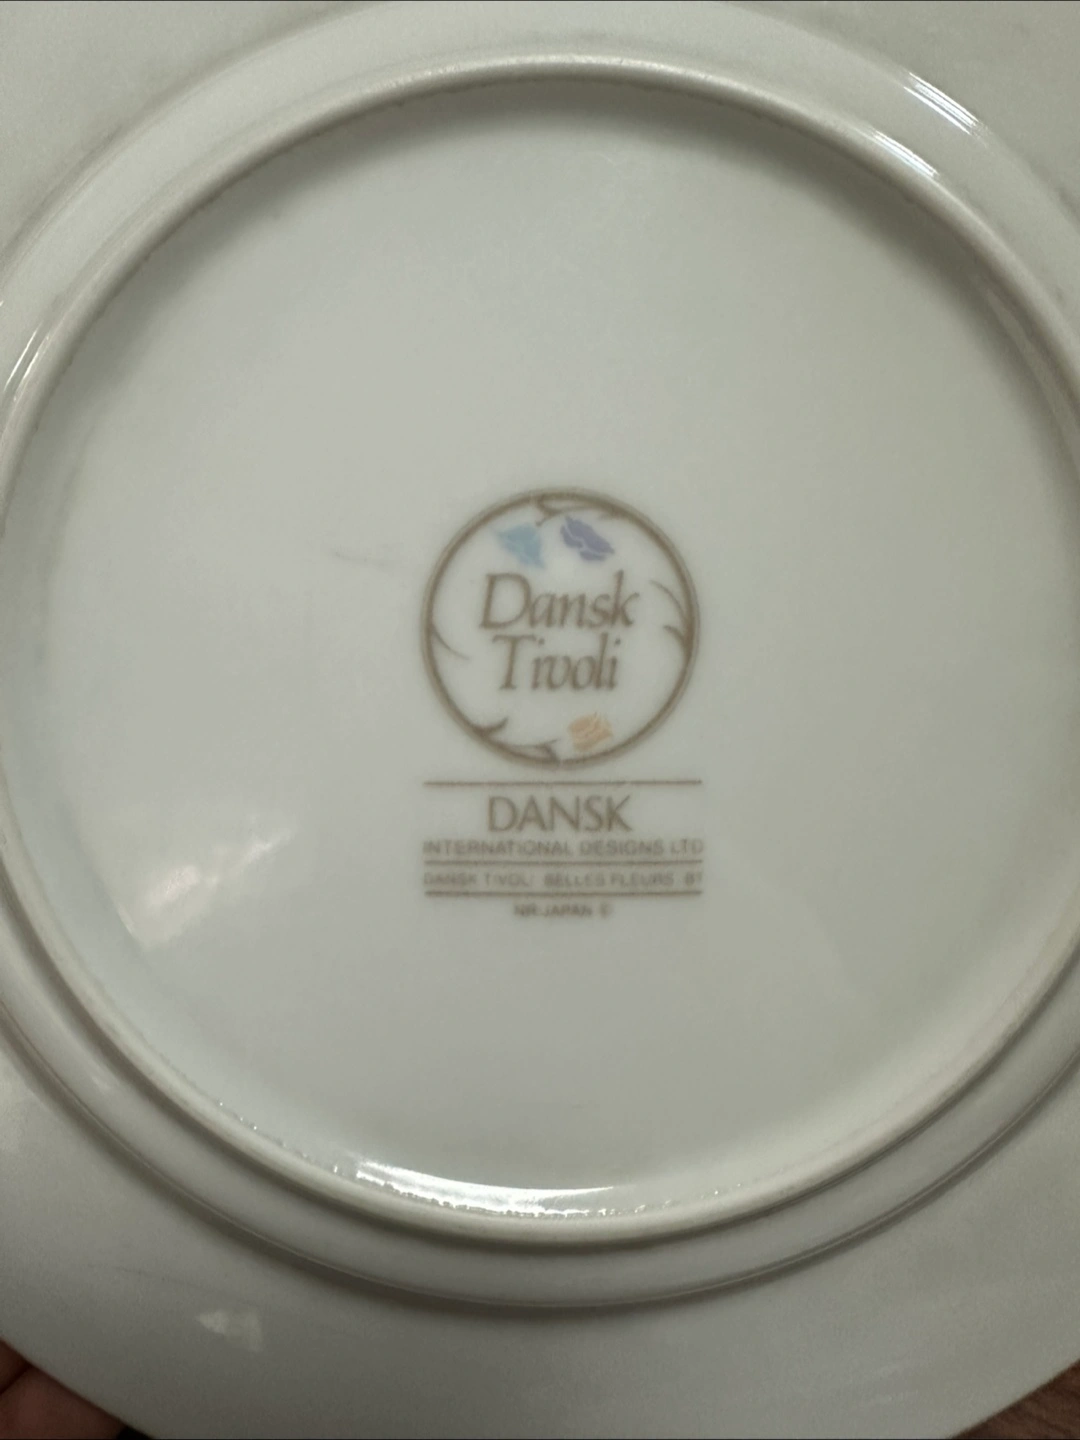 Dansk
Tivoli
DANSK
INTERNATIONAL DESIGNS LTD
DANSK TIVOLI BELLES FLEURS
JAPAN ©